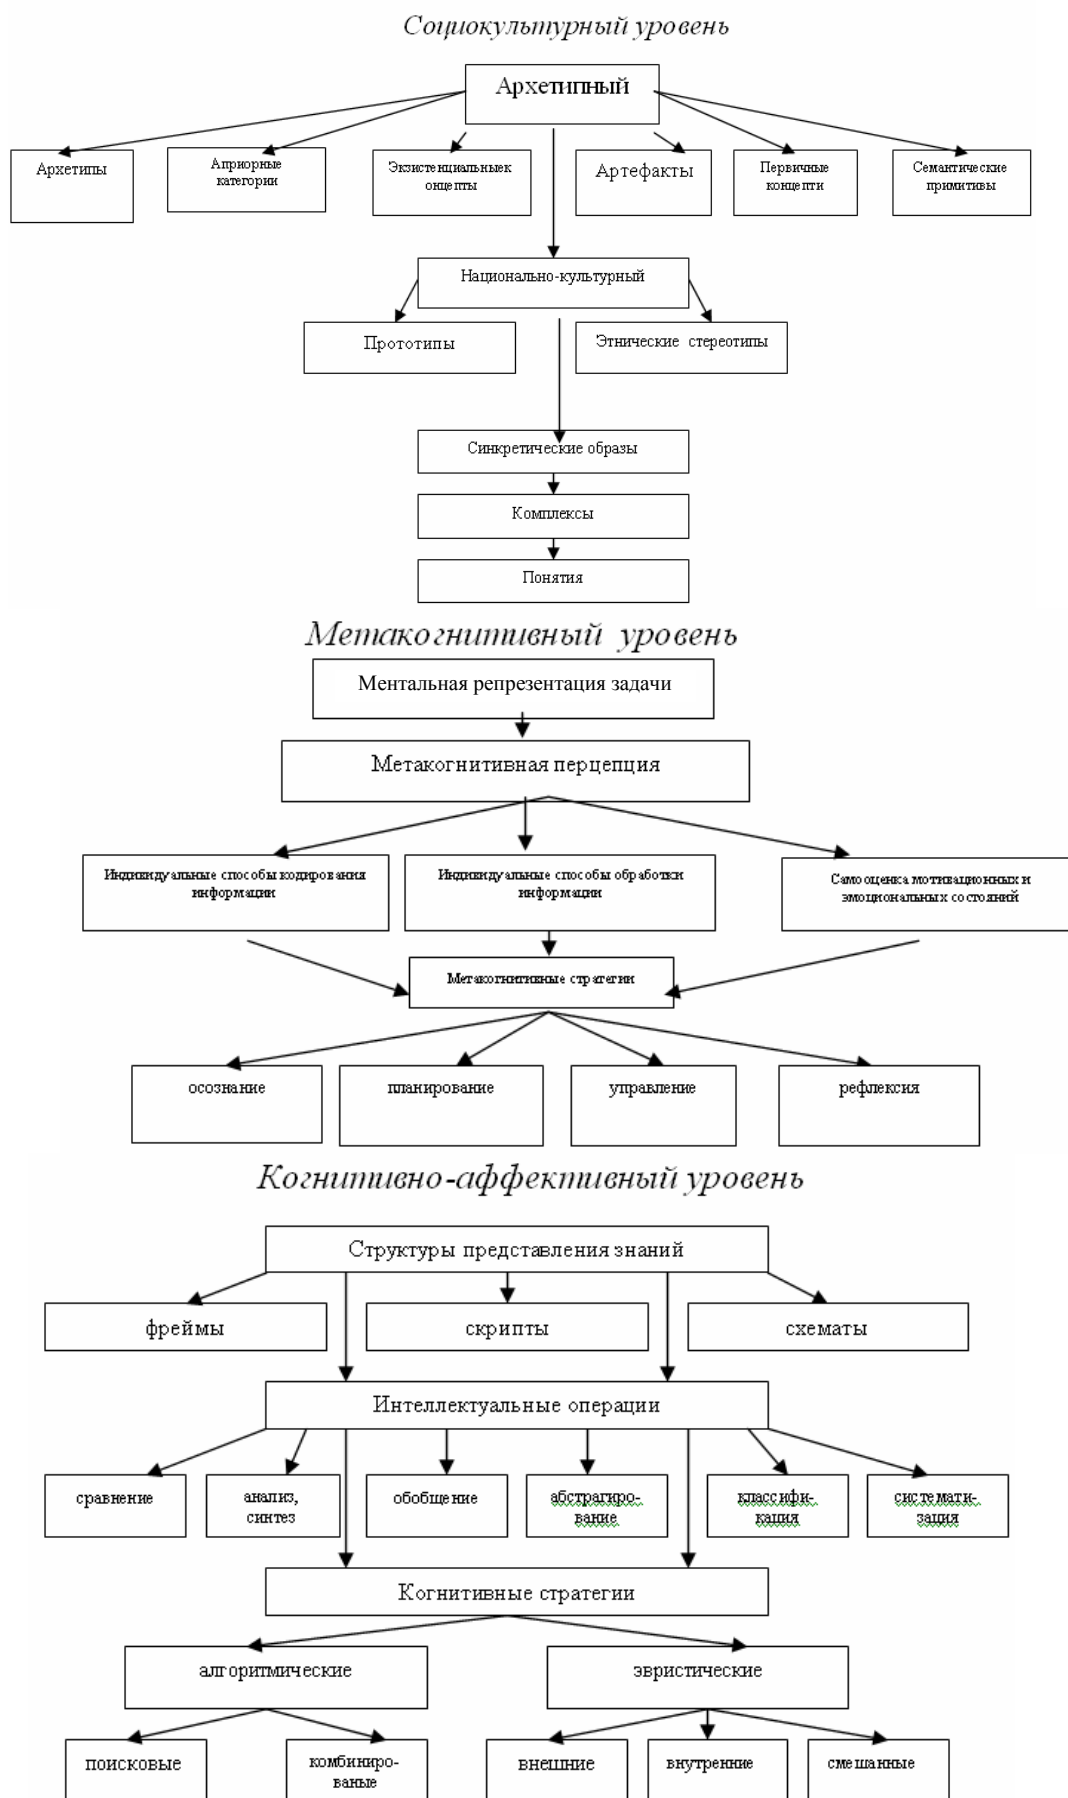 Социокультурный уровень
Архетипный
Архетипы
Априорные
категории
Экзистенциальныек
онцепты
Артефакты
Первичные
концепти
Семантические
примитивы
Национально-культурный
Прототипы
Этнические стереотипы
Синкретические образы
Комплексы
Понятия
Метакогнитивный уровень
Ментальная репрезентация задачи
Метакогнитивная перцепция
Индивидуальные способы кодирования
информации
Индивидуальные способы обработки
информации
Самооценка мотивационных и
эмоциональных состояний
Метакогнитивные стратегии
осознание
планирование
управление
рефлексия
Когнитивно-аффективный уровень
Структуры представления знаний
фреймы
скрипты
схематы
Интеллектуальные операции
сравнение
анализ,
синтез
обобщение
абстрагиро-
вание
классифи-
кация
системати-
зация
Когнитивные стратегии
алгоритмические
эвристические
поисковые
комбиниро-
ваные
внешние
внутренние
смешанные